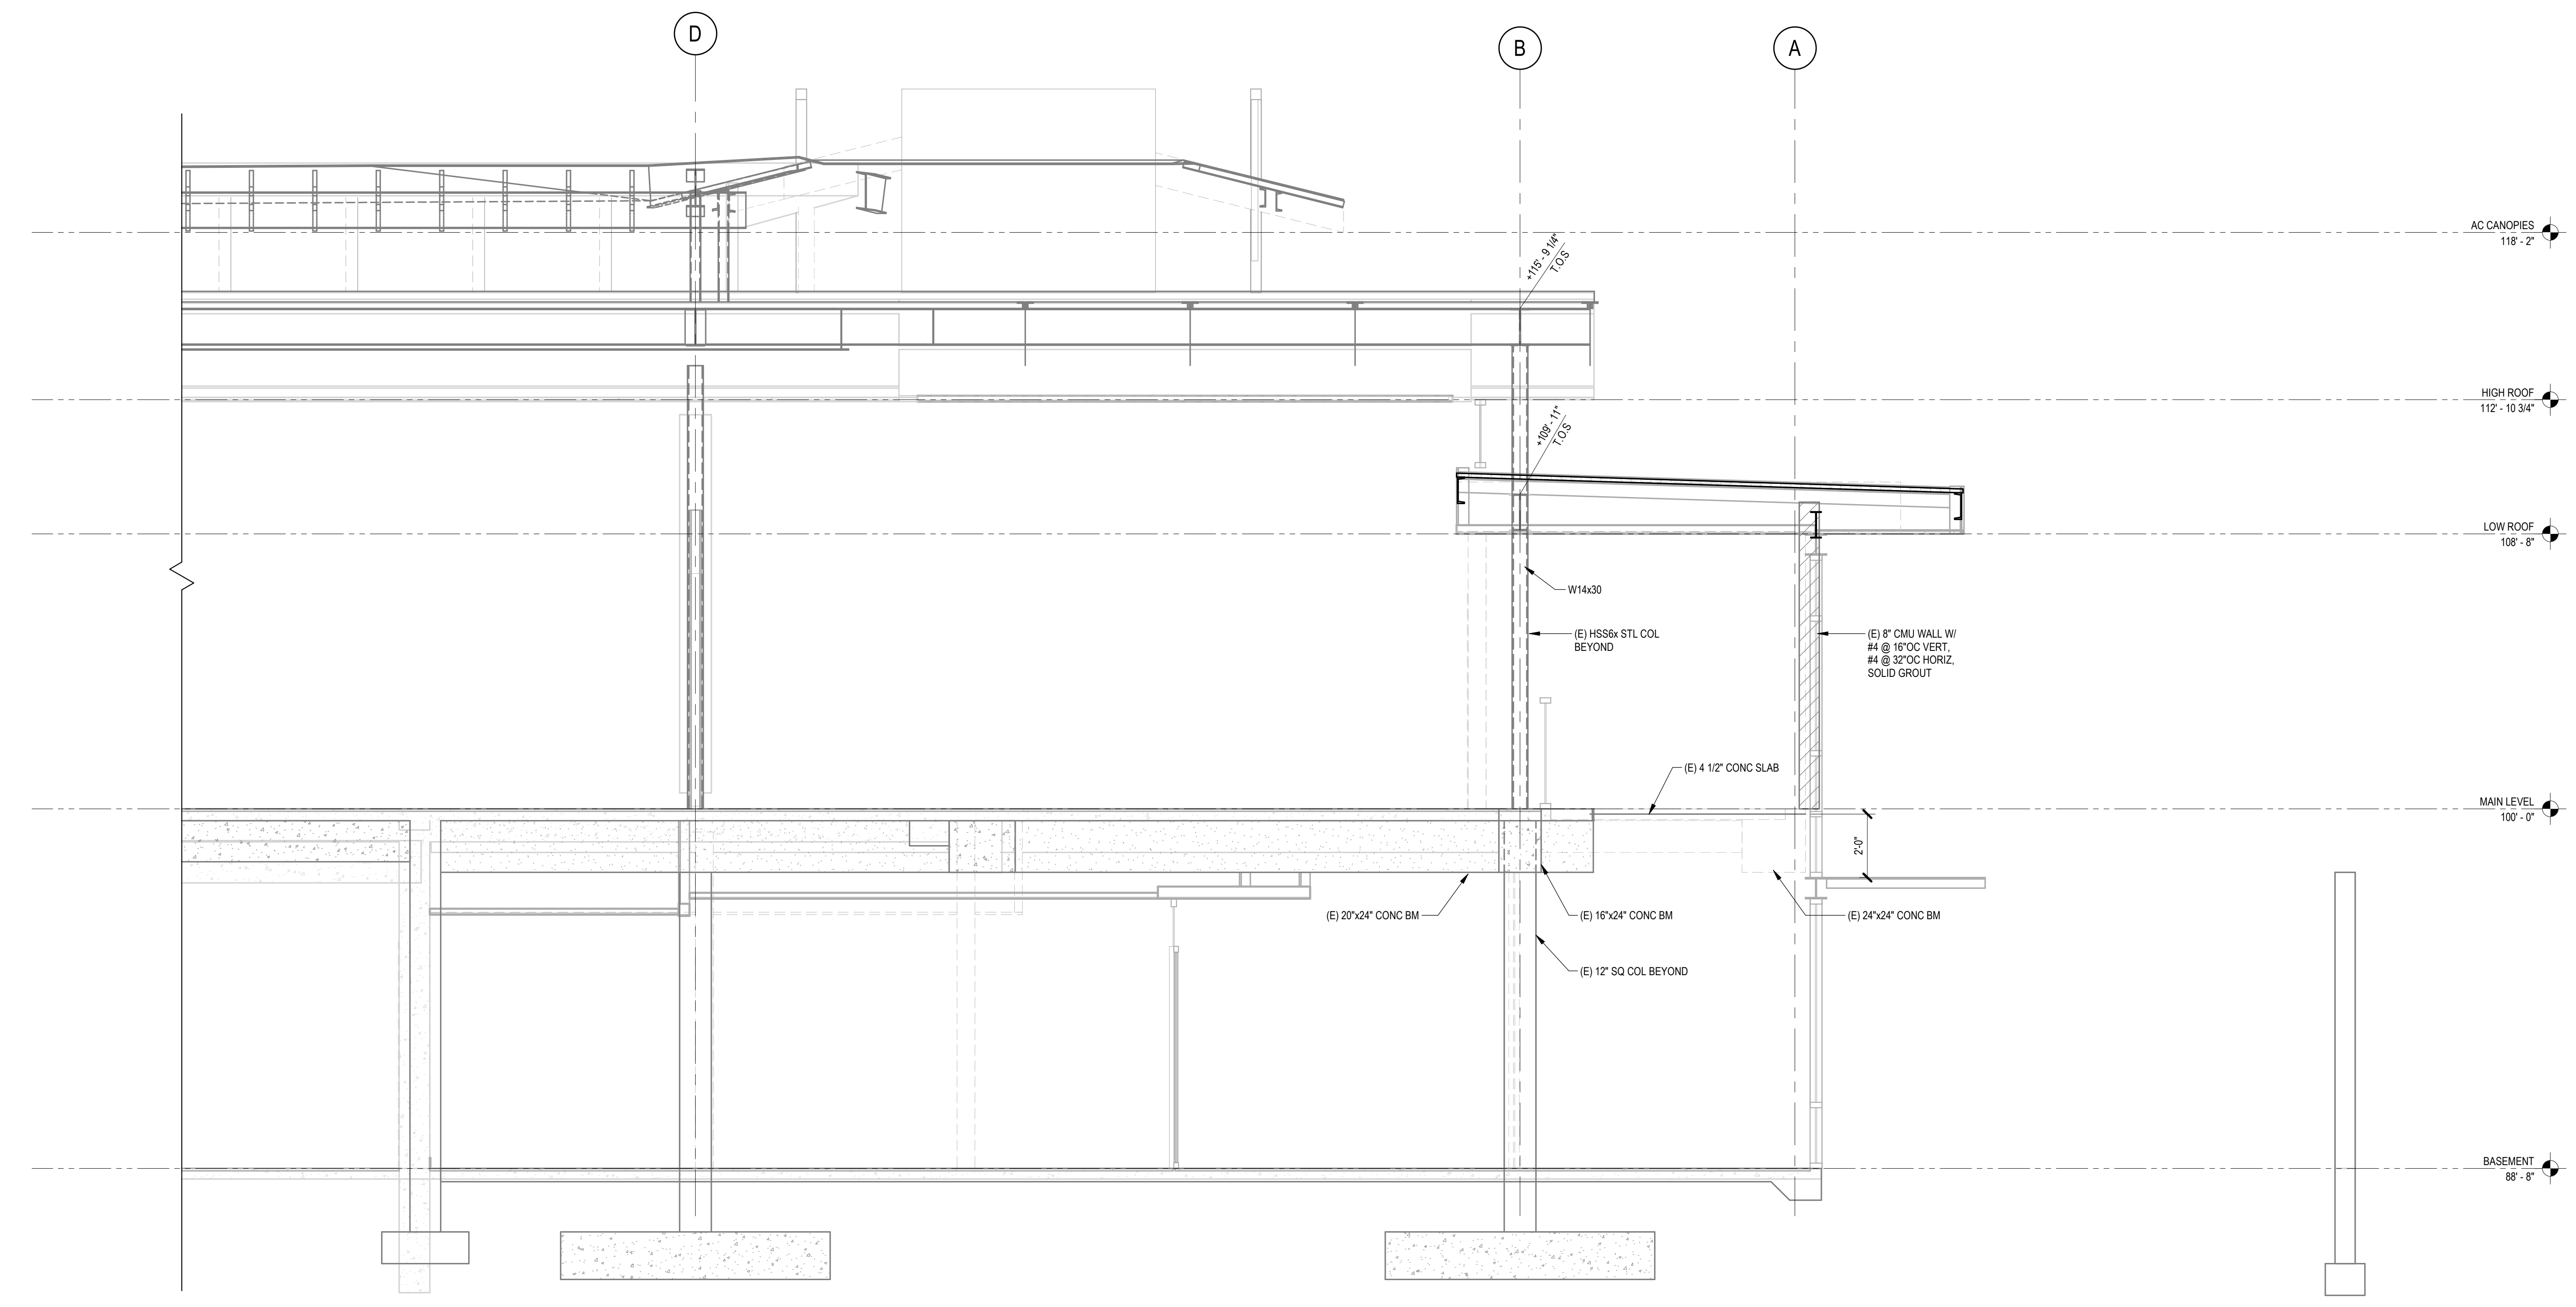 D
B
A
AC CANOPIES
118' - 2"
+115' - 9 1/4"
T.O.S
HIGH ROOF
112' - 10 3/4"
+109' - 11"
T.O.S
LOW ROOF
108' - 8"
W14x30
(E) HSS6x STL COL
BEYOND
(E) 8" CMU WALL W/
#4 @ 16"OC VERT,
#4 @ 32"OC HORIZ,
SOLID GROUT
(E) 4 1/2" CONC SLAB
MAIN LEVEL
100' - 0"
2'-0"
(E) 20"x24" CONC BM
(E) 16"x24" CONC BM
(E) 24"x24" CONC BM
(E) 12" SQ COL BEYOND
BASEMENT
88' - 8"